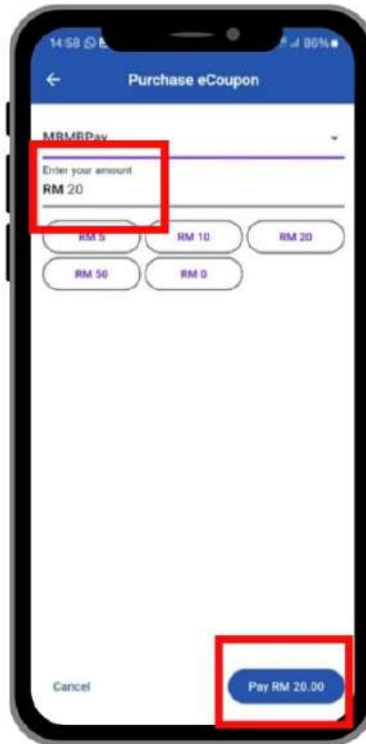 14:58
86%
Purchase eCoupon
MBMBPay
Enter your amount
RM 20
RM 5 RM 10 RM 20
RM 50 RM 0
Cancel Pay RM 20.00